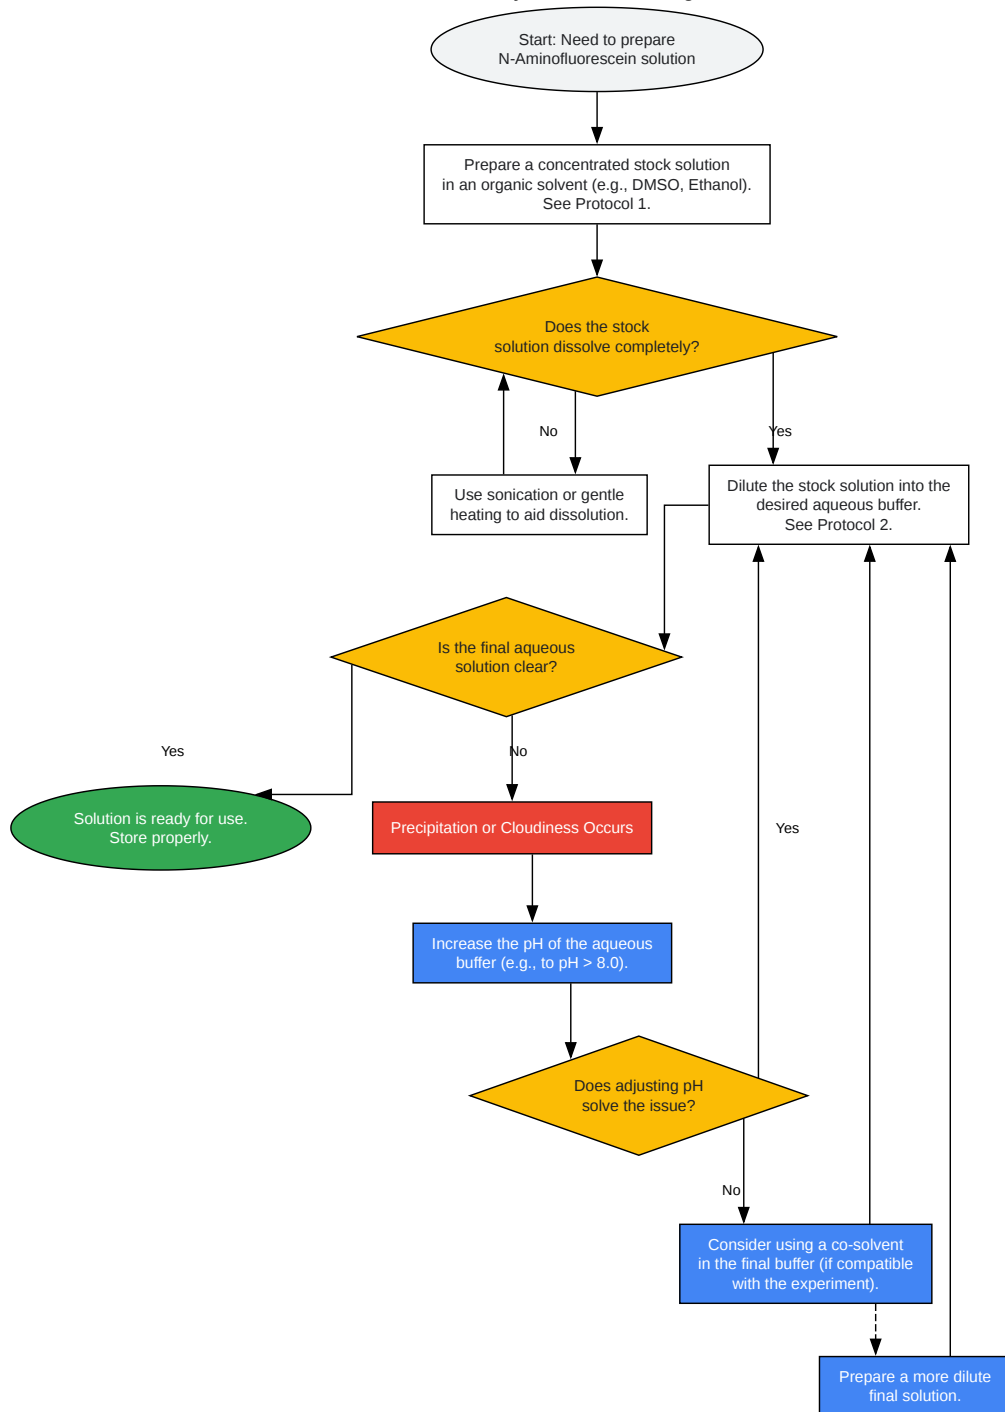 Start: Need to prepare
N-Aminofluorescein solution
Prepare a concentrated stock solution
in an organic solvent (e.g., DMSO, Ethanol).
See Protocol 1.
Does the stock
solution dissolve completely?
No
Yes
Use sonication or gentle
heating to aid dissolution.
Dilute the stock solution into the
desired aqueous buffer.
See Protocol 2.
Is the final aqueous
solution clear?
Yes
No
Solution is ready for use.
Store properly.
Precipitation or Cloudiness Occurs
Yes
Increase the pH of the aqueous
buffer (e.g., to pH > 8.0).
Does adjusting pH
solve the issue?
No
Consider using a co-solvent
in the final buffer (if compatible
with the experiment).
Prepare a more dilute
final solution.